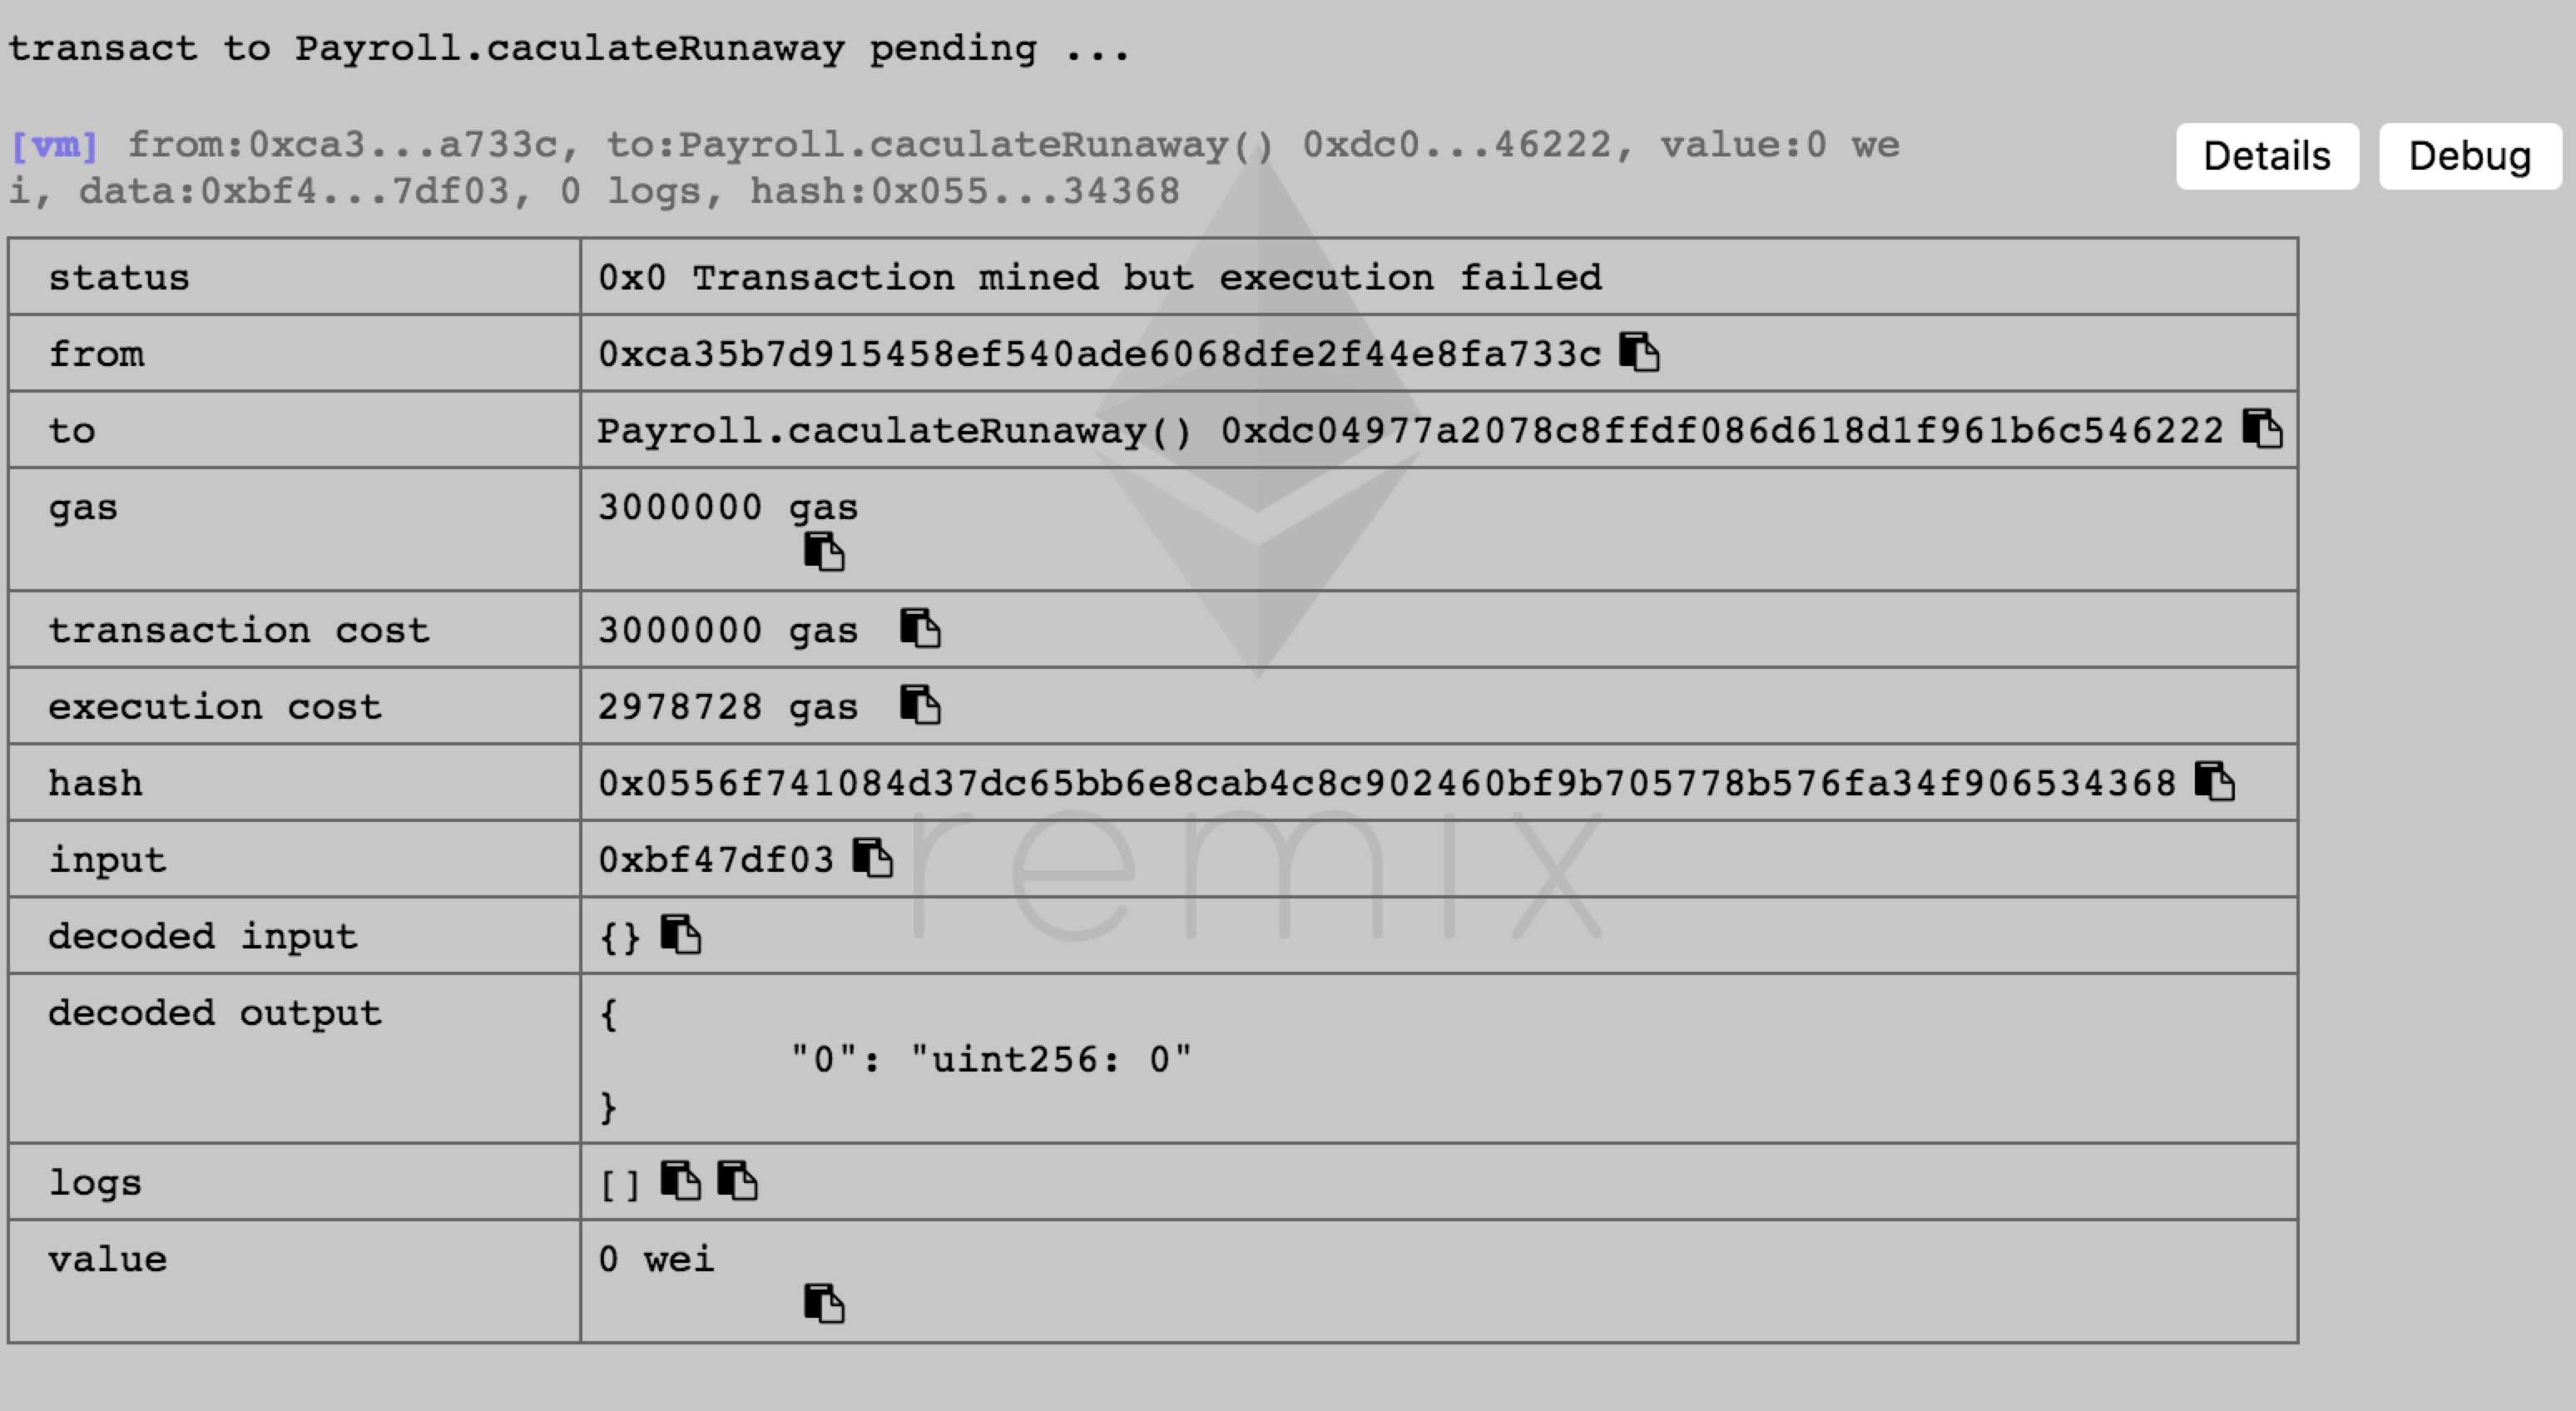 transact to Payroll.caculateRunaway pending ...
[vm] from:0xca3...a733c, to:Payroll.caculateRunaway() 0xdc0...46222, value:0 we
i, data:0xbf4...7df03, 0 logs, hash:0x055...34368
Details Debug
status 0x0 Transaction mined but execution failed
from 0xca35b7d915458ef540ade6068dfe2f44e8fa733c
to Payroll.caculateRunaway() 0xdc04977a2078c8ffdf086d618d1f961b6c546222
gas 3000000 gas
transaction cost 3000000 gas
execution cost 2978728 gas
hash 0x0556f741084d37dc65bb6e8cab4c8c902460bf9b705778b576fa34f906534368
input 0xbf47df03
decoded input {}
decoded output {
"0": "uint256: 0"
}
logs []
value 0 wei
remix